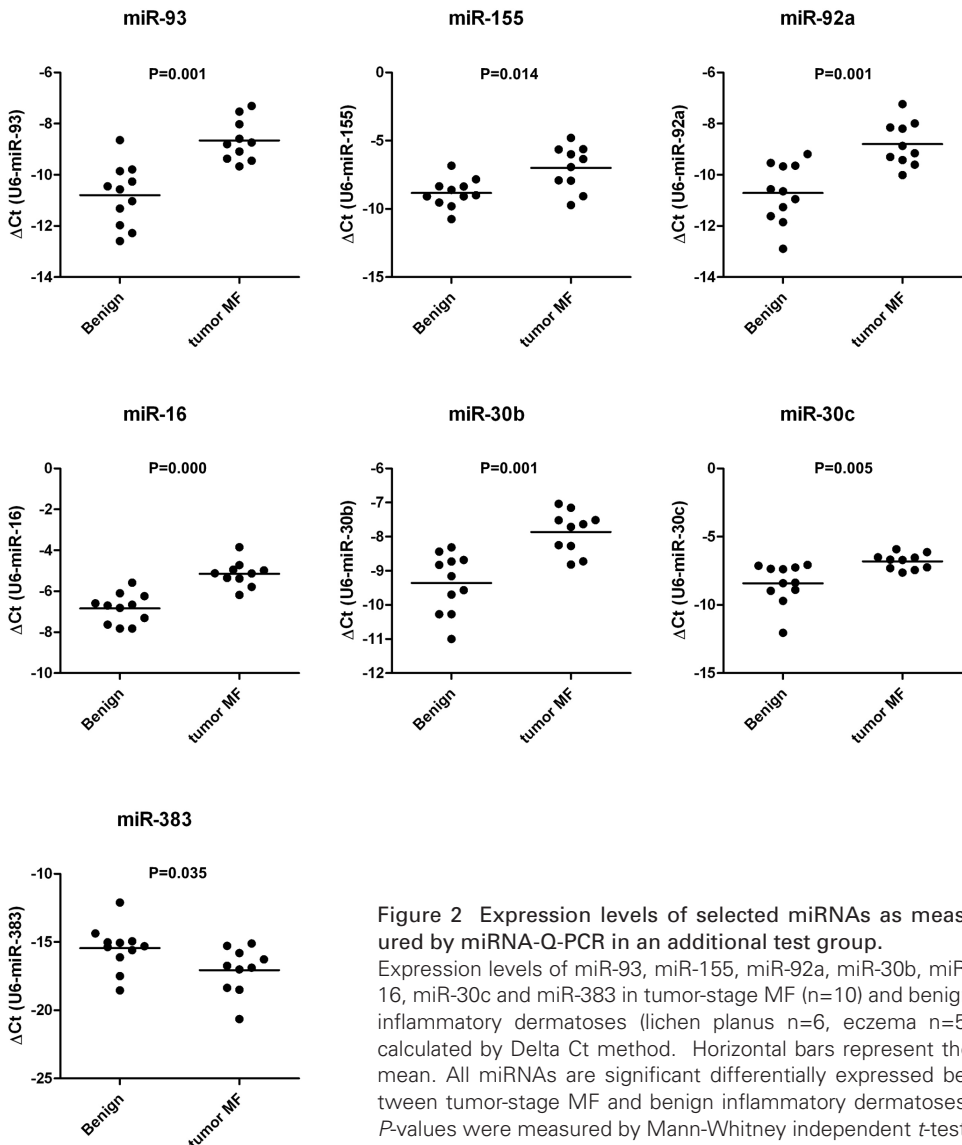 miR-93
P=0.001
ΔCt (U6-miR-93)
-6
-8
-10
-12
-14
Benign
tumor MF
miR-155
P=0.014
ΔCt (U6-miR-155)
0
-5
-10
-15
Benign
tumor MF
miR-92a
P=0.001
ΔCt (U6-miR-92a)
-6
-8
-10
-12
-14
Benign
tumor MF
miR-16
P=0.000
ΔCt (U6-miR-16)
0
-2
-4
-6
-8
-10
Benign
tumor MF
miR-30b
P=0.001
ΔCt (U6-miR-30b)
-6
-7
-8
-9
-10
-11
-12
Benign
tumor MF
miR-30c
P=0.005
ΔCt (U6-miR-30c)
0
-5
-10
-15
Benign
tumor MF
miR-383
P=0.035
ΔCt (U6-miR-383)
-10
-15
-20
-25
Benign
tumor MF
Figure 2 Expression levels of selected miRNAs as meas
ured by miRNA-Q-PCR in an additional test group.
Expression levels of miR-93, miR-155, miR-92a, miR-30b, miR
16, miR-30c and miR-383 in tumor-stage MF (n=10) and benig
inflammatory dermatoses (lichen planus n=6, eczema n=5
calculated by Delta Ct method. Horizontal bars represent the
mean. All miRNAs are significant differentially expressed be
tween tumor-stage MF and benign inflammatory dermatoses
P-values were measured by Mann-Whitney independent t-test